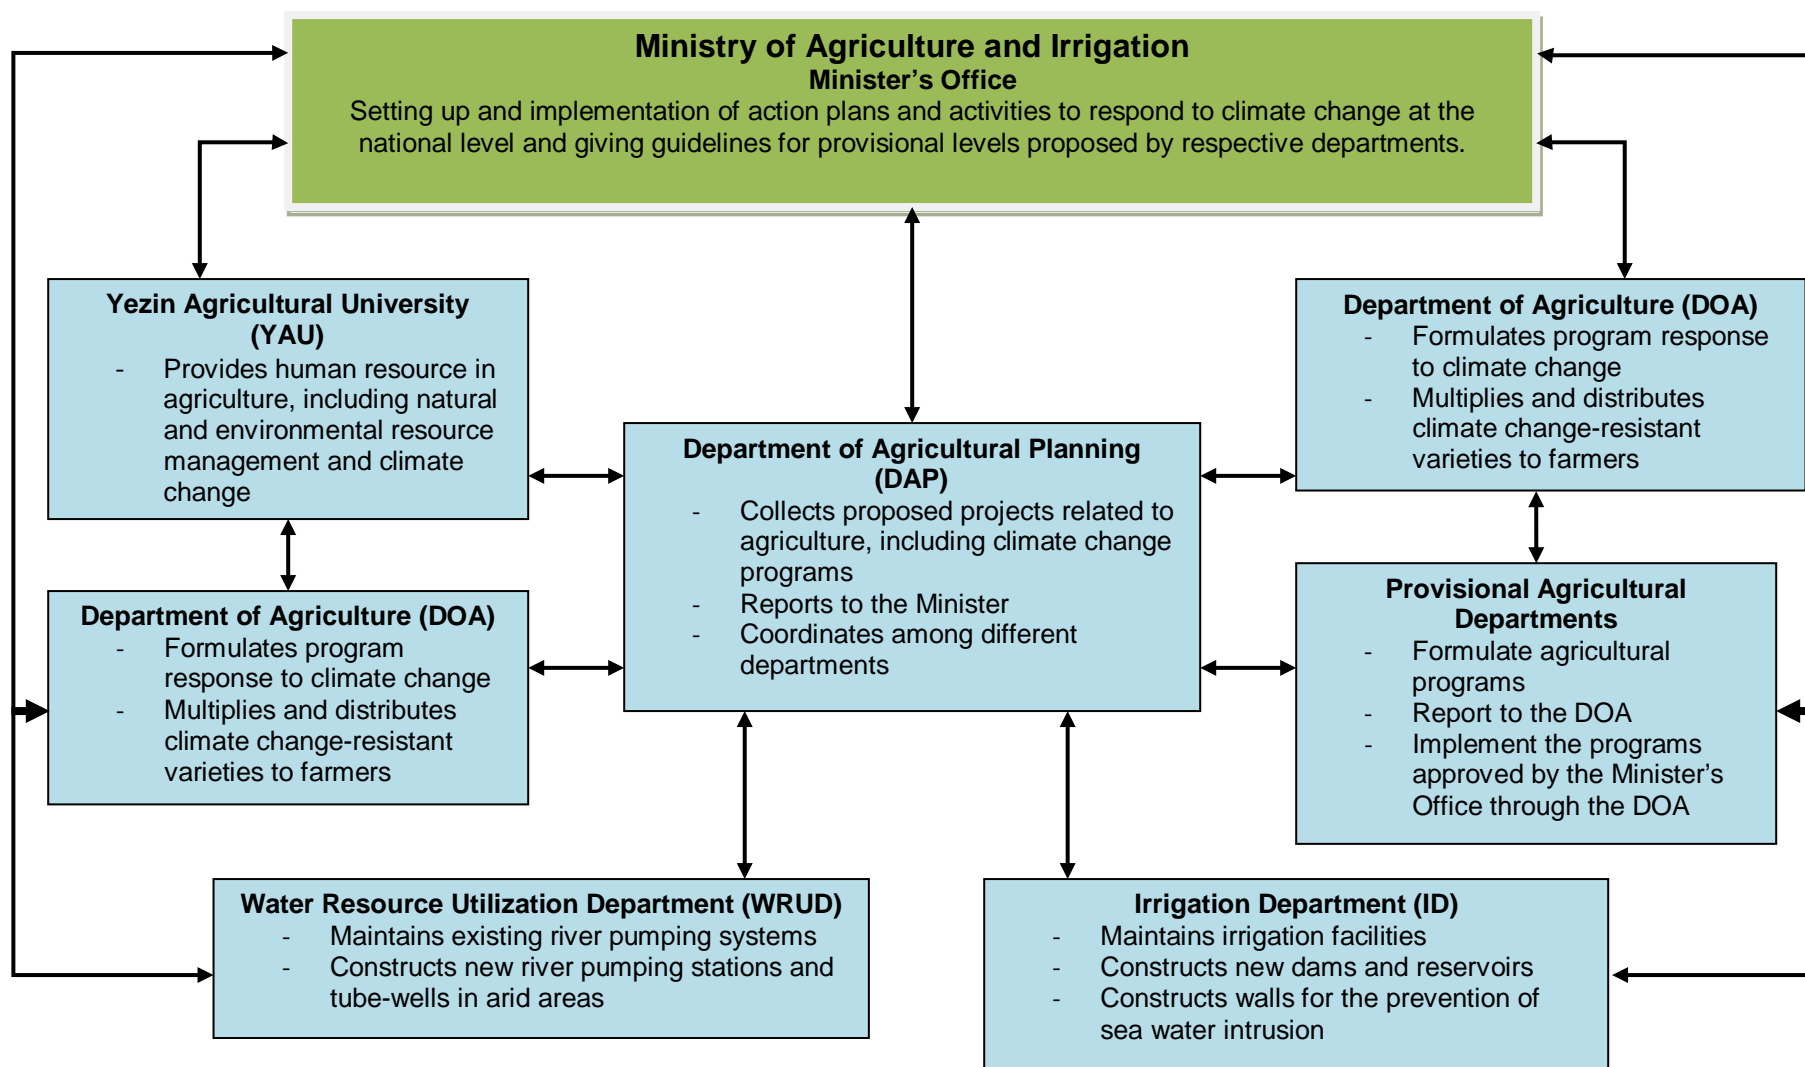 Ministry of Agriculture and Irrigation
Minister’s Office
Setting up and implementation of action plans and activities to respond to climate change at the
national level and giving guidelines for provisional levels proposed by respective departments.
Yezin Agricultural University
(YAU)
- Provides human resource in
agriculture, including natural
and environmental resource
management and climate
change
Department of Agriculture (DOA)
- Formulates program response
to climate change
- Multiplies and distributes
climate change-resistant
varieties to farmers
Department of Agricultural Planning
(DAP)
- Collects proposed projects related to
agriculture, including climate change
programs
- Reports to the Minister
- Coordinates among different
departments
Department of Agriculture (DOA)
- Formulates program
response to climate change
- Multiplies and distributes
climate change-resistant
varieties to farmers
Provisional Agricultural
Departments
- Formulate agricultural
programs
- Report to the DOA
- Implement the programs
approved by the Minister’s
Office through the DOA
Water Resource Utilization Department (WRUD)
- Maintains existing river pumping systems
- Constructs new river pumping stations and
tube-wells in arid areas
Irrigation Department (ID)
- Maintains irrigation facilities
- Constructs new dams and reservoirs
- Constructs walls for the prevention of
sea water intrusion